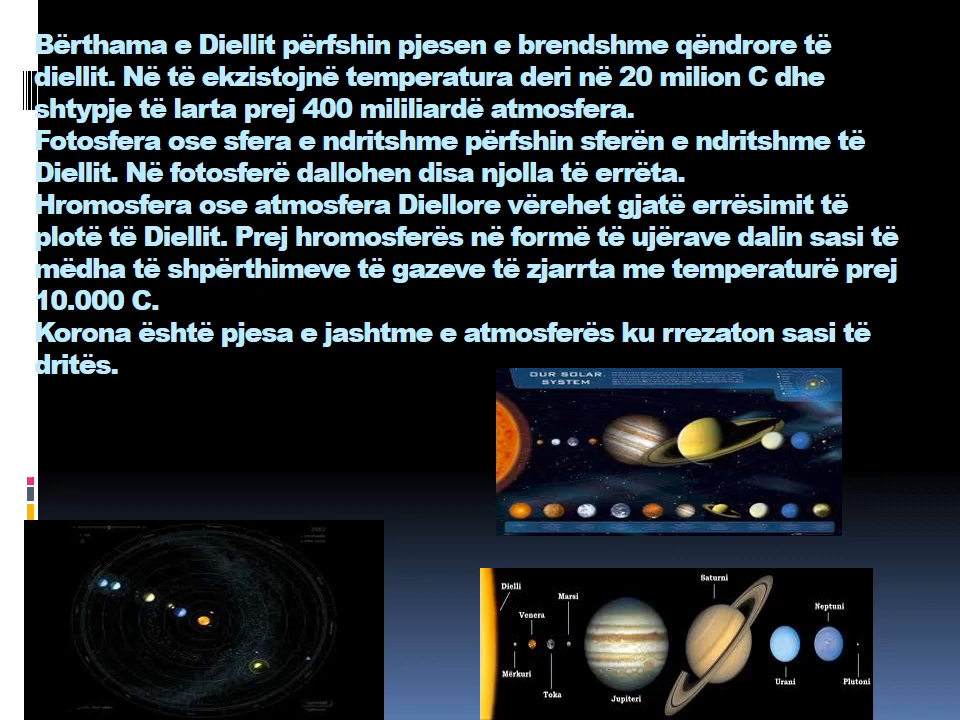 Bërthama e Diellit përfshin pjesen e brendshme qëndrore të
diellit. Në të ekzistojnë temperatura deri në 20 milion C dhe
shtypje të larta prej 400 mililiardë atmosfera.
Fotosfera ose sfera e ndritshme përfshin sferën e ndritshme të
Diellit. Në fotosferë dallohen disa njolla të errëta.
Hromosfera ose atmosfera Diellore vërehet gjatë errësimit të
plotë të Diellit. Prej hromosferës në formë të ujërave dalin sasi të
mëdha të shpërthimeve të gazeve të zjarrta me temperaturë prej
10.000 C.
Korona është pjesa e jashtme e atmosferës ku rrezaton sasi të
dritës.
OUR SOLAR
SYSTEM
Dielli
Venera
Marsi
Saturni
Neptuni
Mërkuri
Toka
Jupiteri
Urani
Plutoni